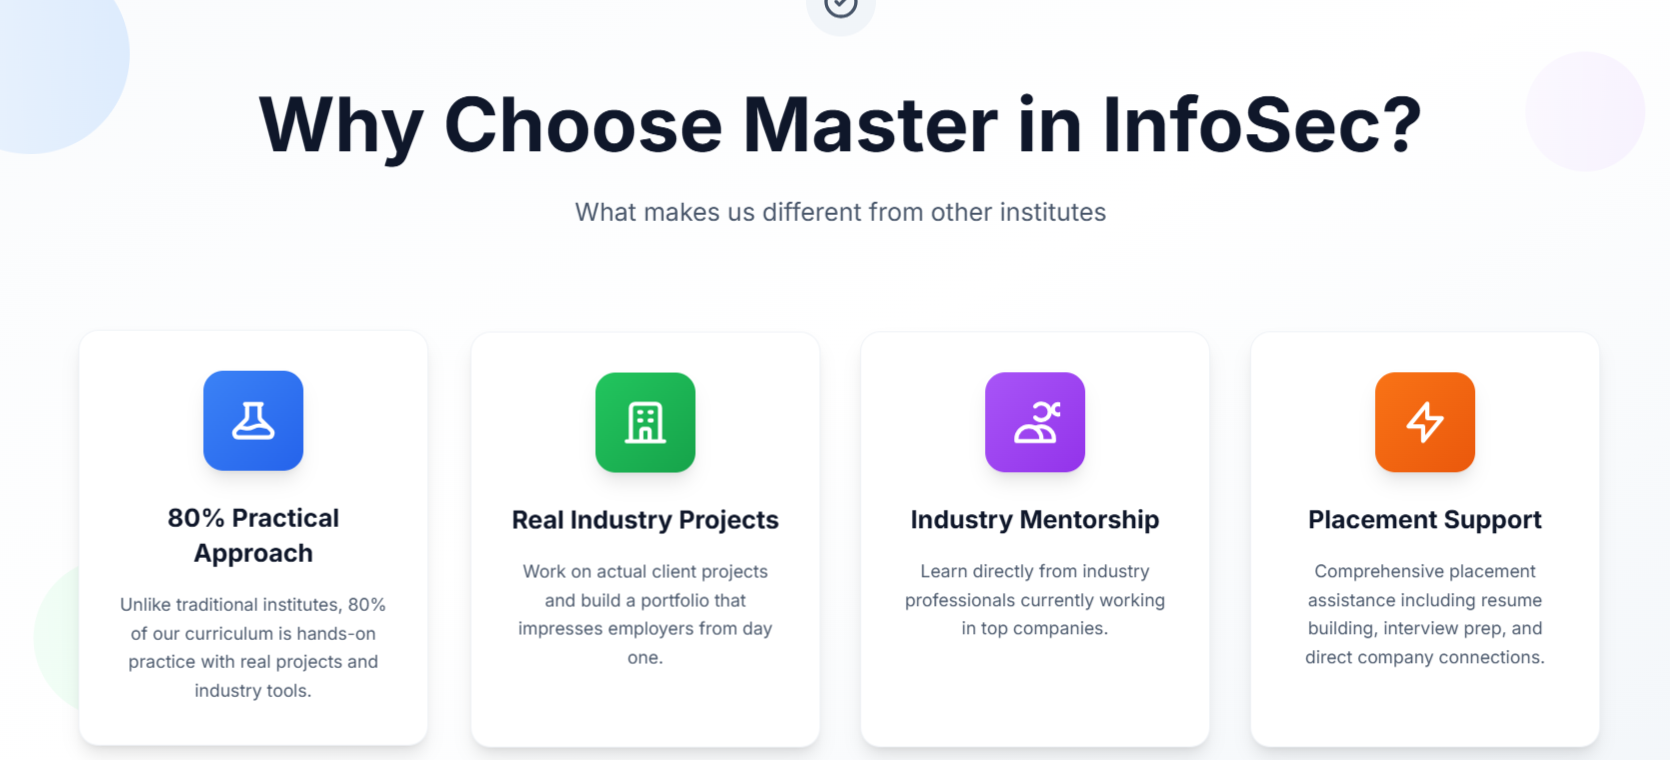 Why Choose Master in InfoSec?
What makes us different from other institutes
80% Practical
Approach
Unlike traditional institutes, 80%
of our curriculum is hands-on
practice with real projects and
industry tools.
Real Industry Projects
Work on actual client projects
and build a portfolio that
impresses employers from day
one.
Industry Mentorship
Learn directly from industry
professionals currently working
in top companies.
Placement Support
Comprehensive placement
assistance including resume
building, interview prep, and
direct company connections.